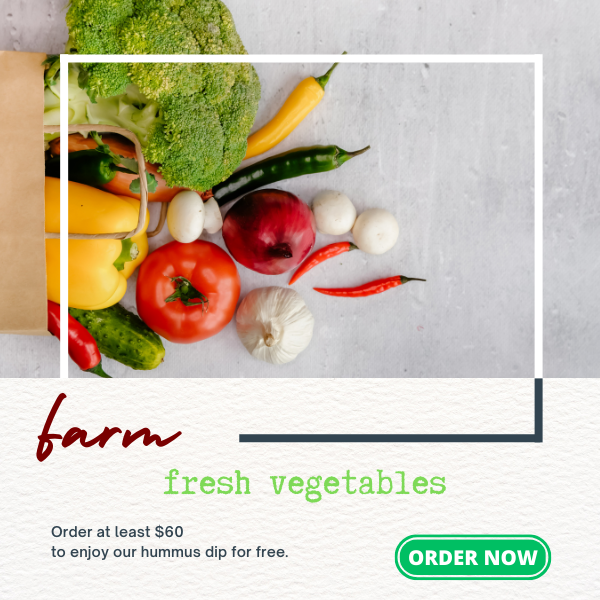 farm
fresh vegetables
Order at least $60
to enjoy our hummus dip for free.
ORDER NOW